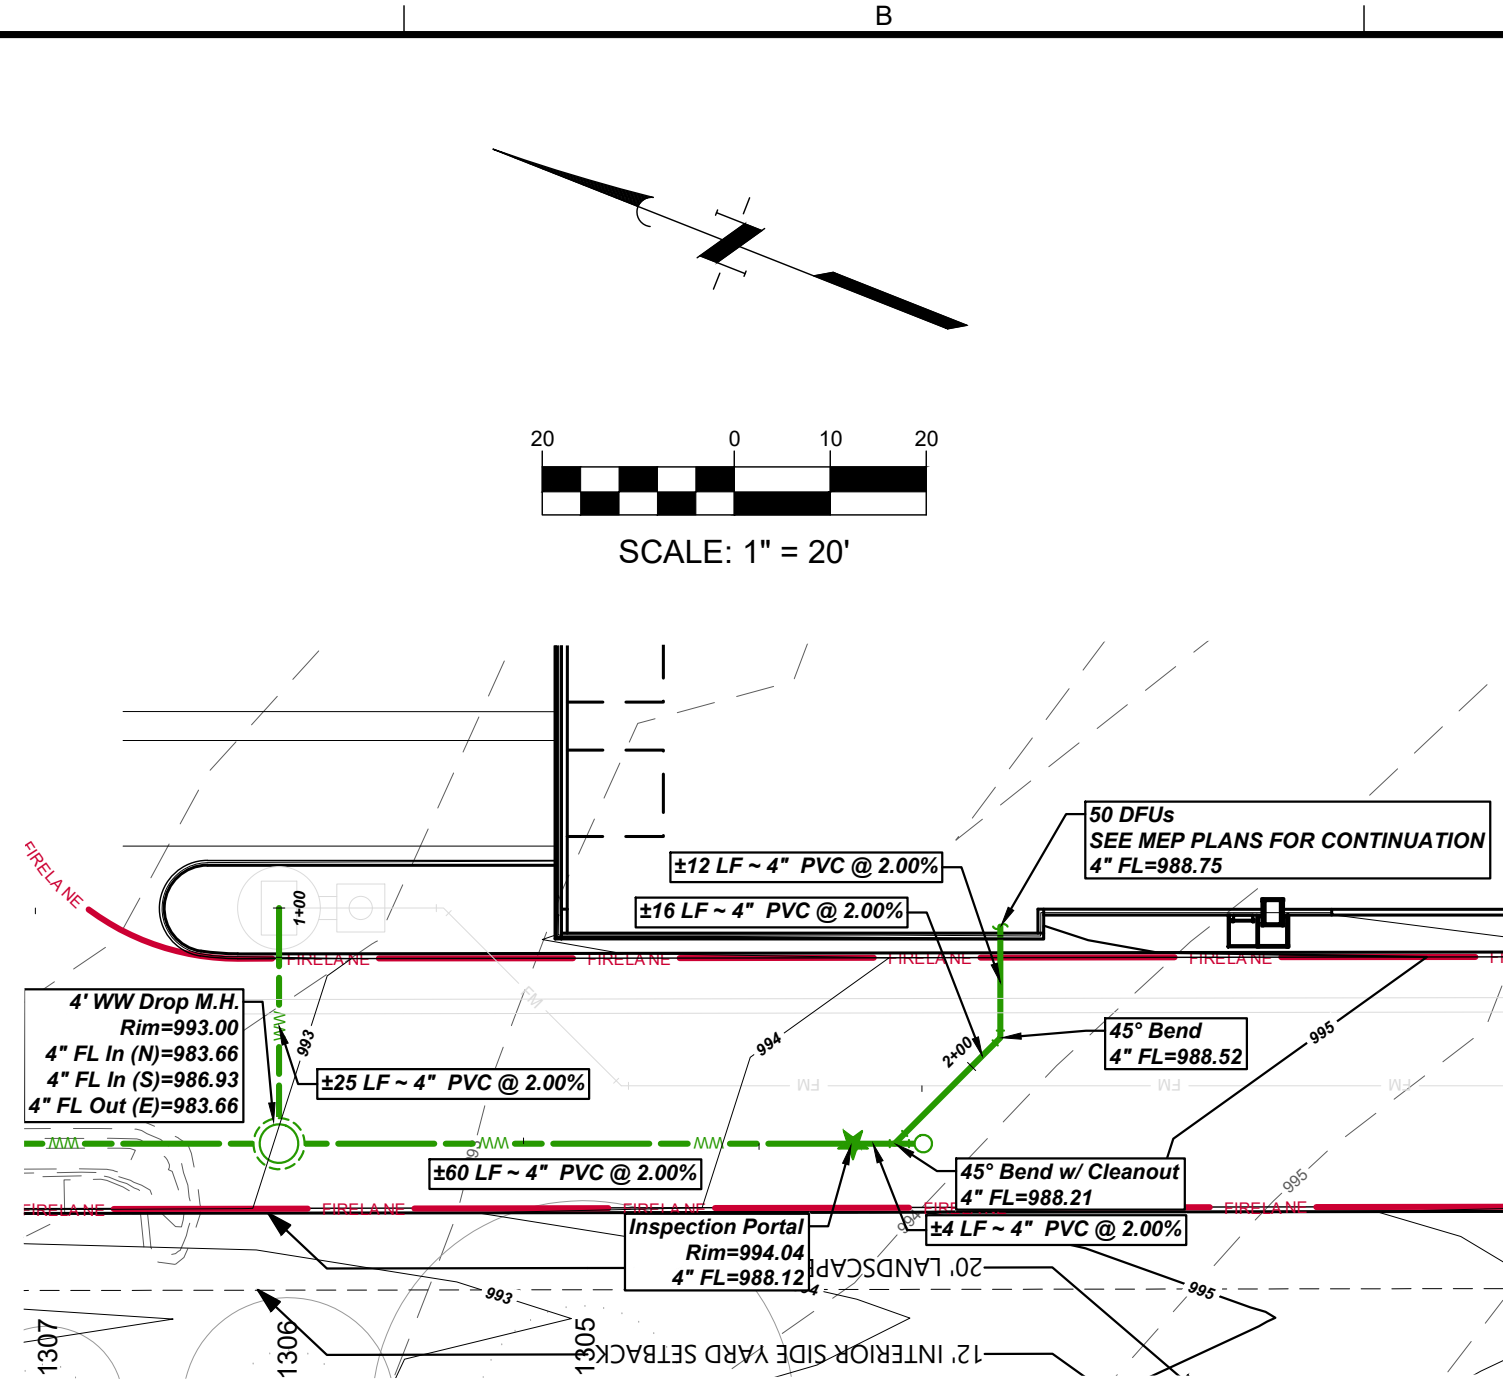 B
20 0 10 20
SCALE: 1" = 20'
50 DFUs
SEE MEP PLANS FOR CONTINUATION
4" FL=988.75
±12 LF ~ 4" PVC @ 2.00%
±16 LF ~ 4" PVC @ 2.00%
FIRELANE
1+00
FIRELANE
FIRELANE
FIRELANE
FIRELANE
FM
4' WW Drop M.H.
Rim=993.00
4" FL In (N)=983.66
4" FL In (S)=986.93
4" FL Out (E)=983.66
WW
993
994
2+00
45° Bend
4" FL=988.52
995
±25 LF ~ 4" PVC @ 2.00%
FM
FM
FM
WW
WW
WW
±60 LF ~ 4" PVC @ 2.00%
45° Bend w/ Cleanout
4" FL=988.21
995
FIRELANE
FIRELANE
FIRELANE
FIRELANE
Inspection Portal
Rim=994.04
4" FL=988.12
994
±4 LF ~ 4" PVC @ 2.00%
20' LANDSCAPE
993
995
1307
1306
1305
12' INTERIOR SIDE YARD SETBACK